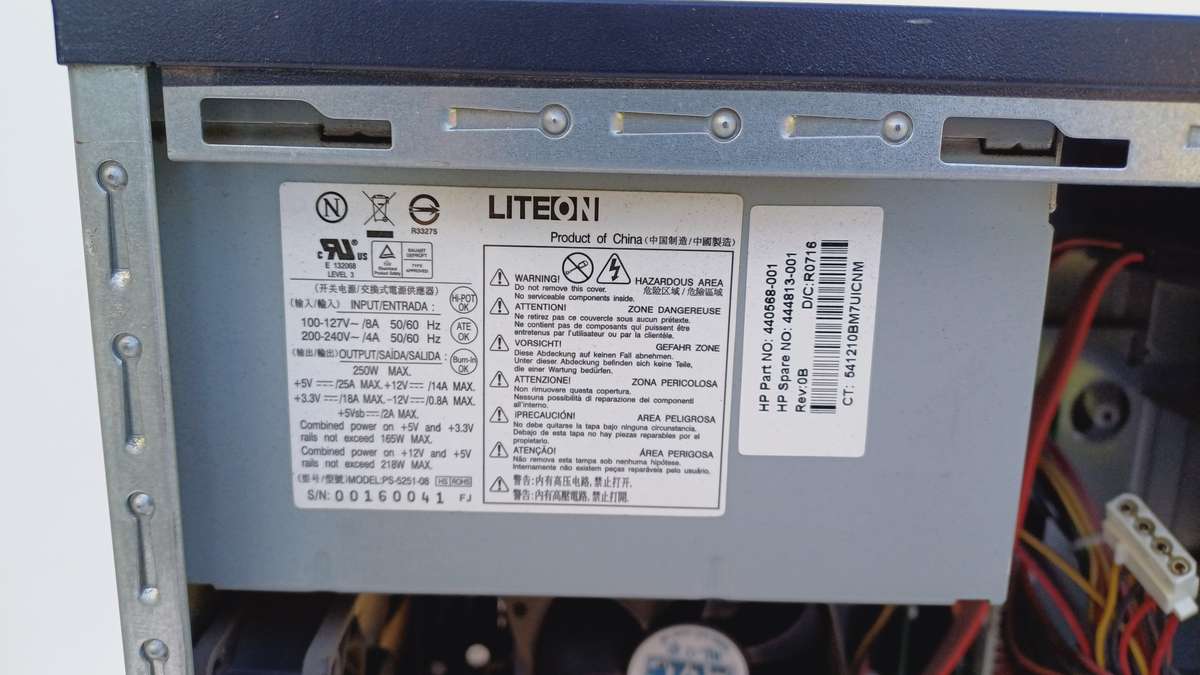 N
R33275
LITEON
Product of China (中国制造/中國製造)
c RU ® US
E 132068
LEVEL 3
TÜV
Rheinland
Product Safety
BAUART
GEPRÜFT
TYPE
APPROVED
(开关电源/交換式電源供應器)
(输入/輸入) INPUT/ENTRADA :
100-127V~/8A 50/60 Hz
200-240V~/4A 50/60 Hz
(输出/輸出) OUTPUT/SAÍDA/SALIDA :
250W MAX.
+5V ⎓/25A MAX. +12V ⎓/14A MAX.
+3.3V ⎓/18A MAX. -12V ⎓/0.8A MAX.
+5Vsb ⎓/2A MAX.
Combined power on +5V and +3.3V
rails not exceed 165W MAX.
Combined power on +12V and +5V
rails not exceed 218W MAX.
(型号/型號) MODEL: PS-5251-08 HS ROHS
S/N: 00160041 FJ
Hi-POT
OK
ATE
OK
Burn-in
OK
WARNING! HAZARDOUS AREA
Do not remove this cover. 危险区域/危險區域
No serviceable components inside.
ATTENTION! ZONE DANGEREUSE
Ne retirez pas ce couvercle sous aucun prétexte.
Ne contient pas de composants qui puissent être
entretenus par l'utilisateur ou par la clientèle.
VORSICHT! GEFAHR ZONE
Diese Abdeckung auf keinen Fall abnehmen.
Unter dieser Abdeckung befinden sich keine Teile,
die einer Wartung bedürfen.
ATTENZIONE! ZONA PERICOLOSA
Non rimuovere questa copertura.
Nessuna possibilità di reparazione dei componenti
all'interno.
¡PRECAUCIÓN! AREA PELIGROSA
No debe quitarse la tapa bajo ninguna circunstancia.
Debajo de esta tapa no hay piezas reparables por el
propietario.
ATENÇÃO! ÁREA PERIGOSA
Não remova esta tampa sob nenhuma hipótese.
Internamente não existem peças reparáveis pelo usuário.
警告:内有高压电路,禁止打开.
警告:內有高壓電路,禁止打開.
HP Part NO: 440568-001
HP Spare NO: 444813-001
Rev:0B D/C:R0716
CT: 541210BM7UICNM